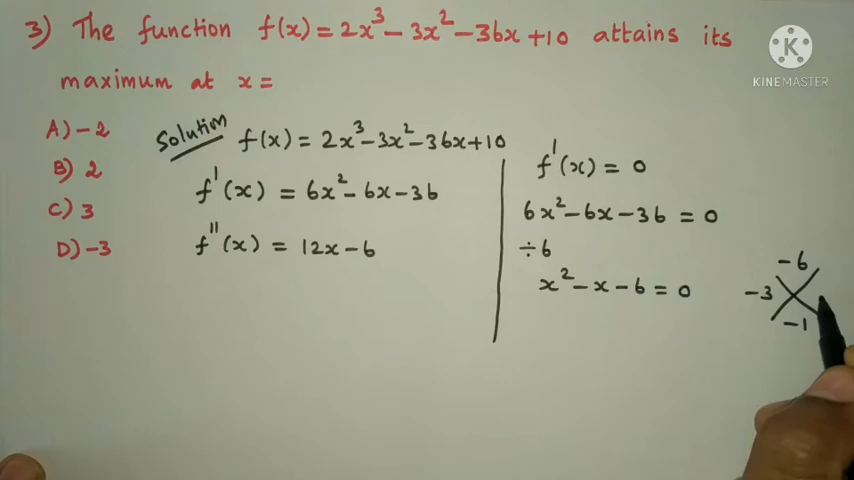 3) The function f(x) = 2x³ - 3x² - 36x + 10 attains its
maximum at x =
A) -2
B) 2
C) 3
D) -3
Solution
f(x) = 2x³ - 3x² - 36x + 10
f'(x) = 6x² - 6x - 36
f''(x) = 12x - 6
f'(x) = 0
6x² - 6x - 36 = 0
÷6
x² - x - 6 = 0
-6
-3
-1
K
KINEMASTER